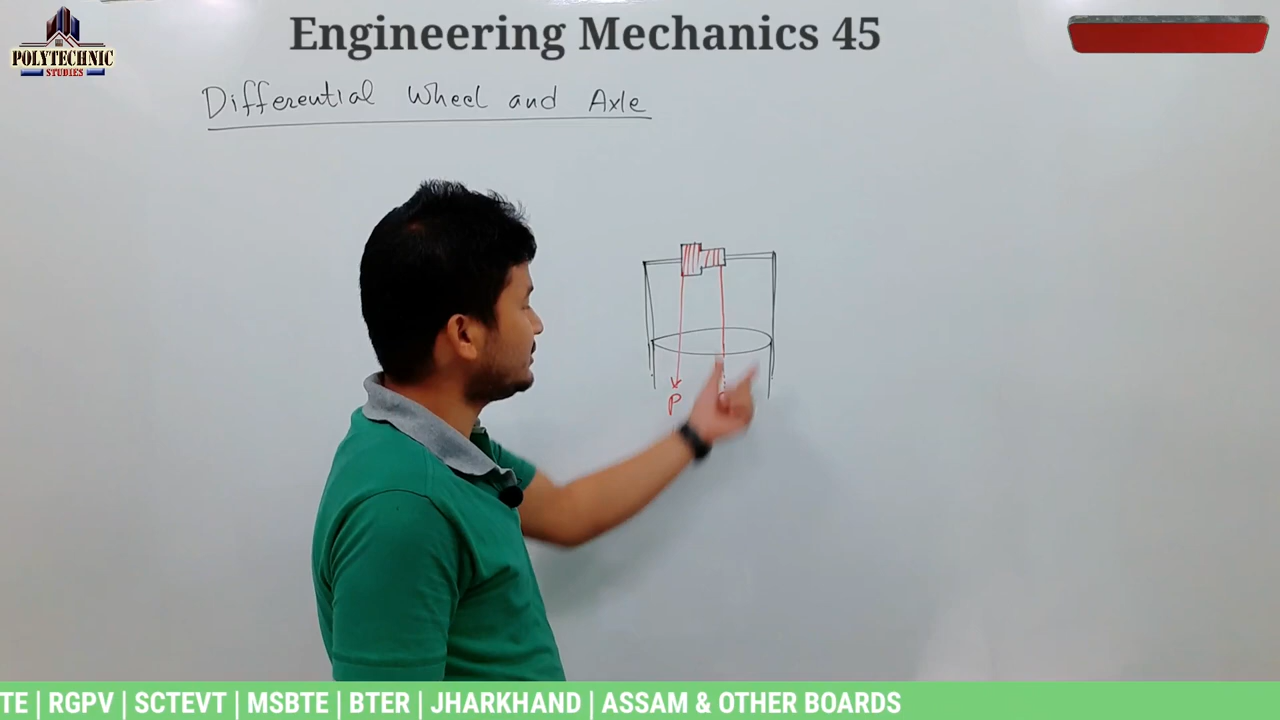 Engineering Mechanics 45
POLYTECHNIC
STUDIES
Differential Wheel and Axle
P
TE | RGPV | SCTEVT | MSBTE | BTER | JHARKHAND | ASSAM & OTHER BOARDS